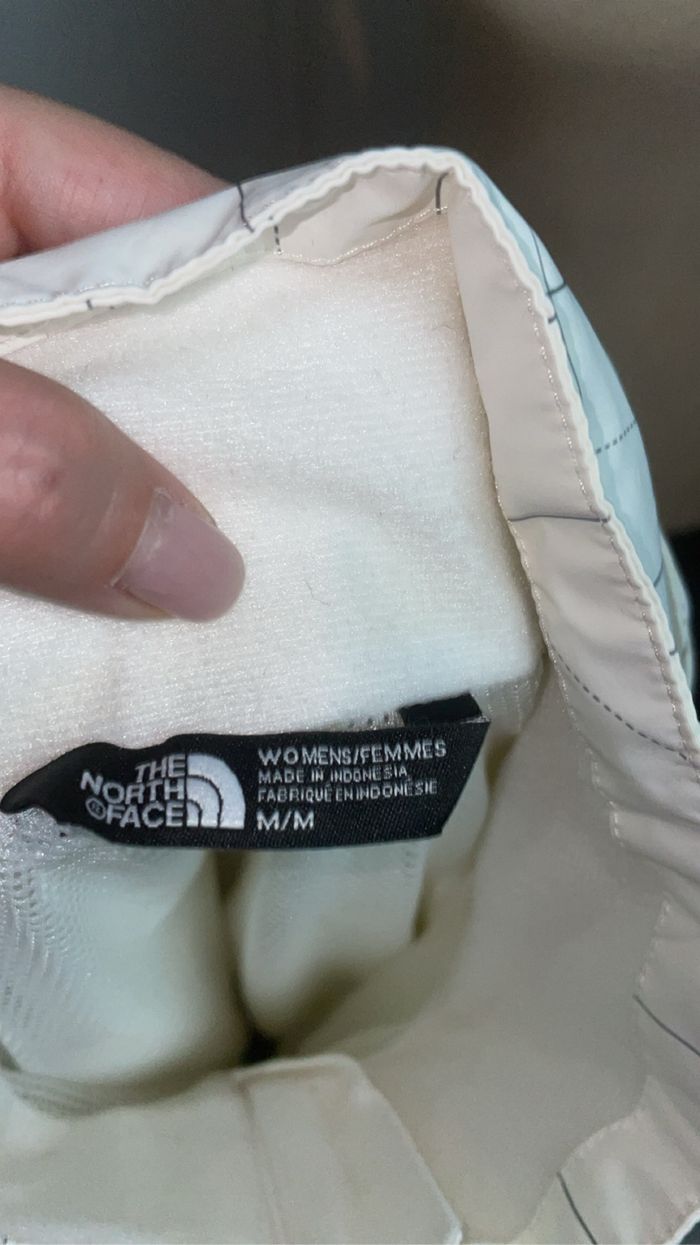 THE
NORTH
FACE
WOMENS/FEMMES
MADE IN INDONESIA
FABRIQUÉ EN INDONÉSIE
M/M